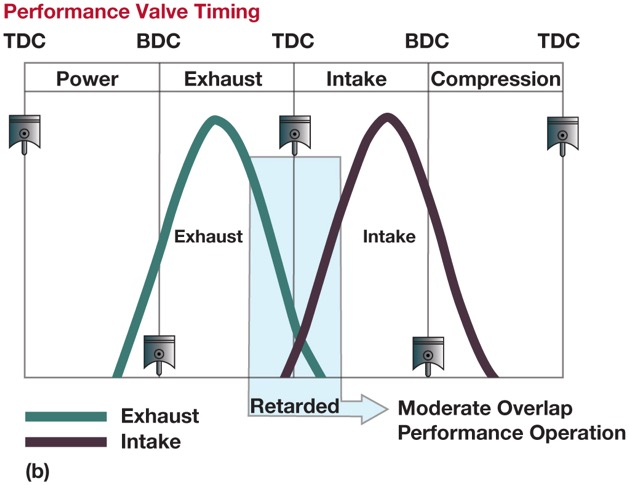 Performance Valve Timing
TDC BDC TDC BDC TDC
Power Exhaust Intake Compression
Exhaust Intake
Retarded
Moderate Overlap
Performance Operation
Exhaust
Intake
(b)